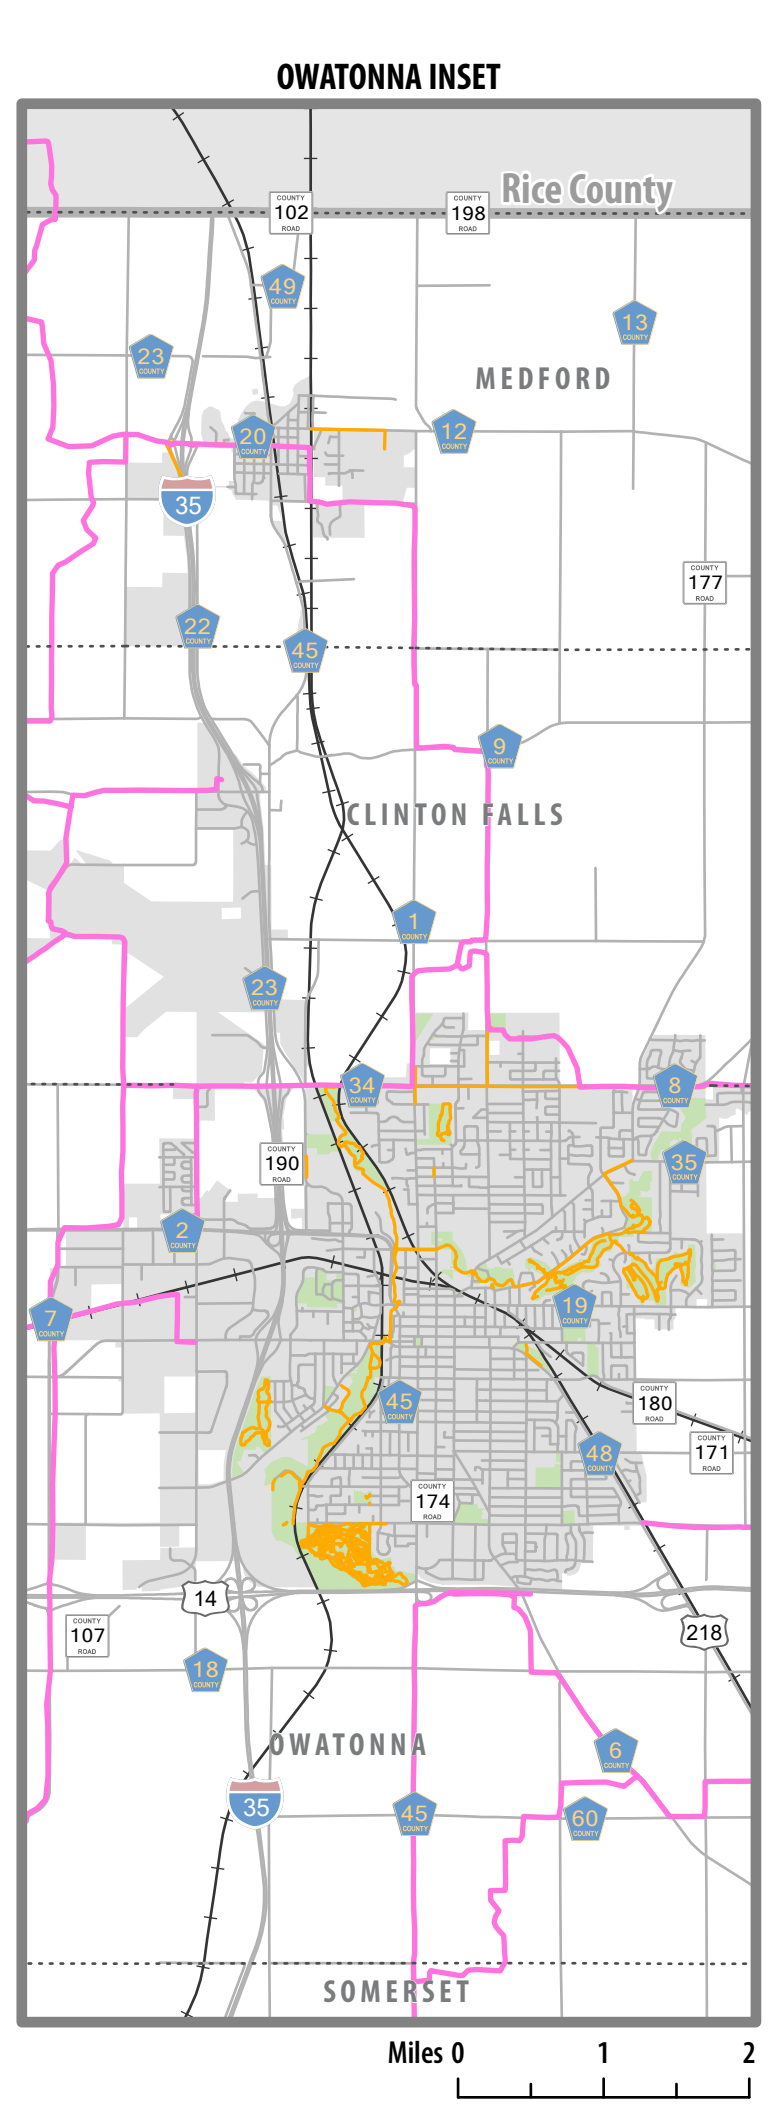 OWATONNA INSET
Rice County
COUNTY
102
ROAD
COUNTY
198
ROAD
49
COUNTY
13
COUNTY
23
COUNTY
MEDFORD
20
COUNTY
12
COUNTY
35
COUNTY
177
ROAD
22
COUNTY
45
COUNTY
9
COUNTY
CLINTON FALLS
1
COUNTY
23
COUNTY
34
COUNTY
8
COUNTY
COUNTY
190
ROAD
35
COUNTY
2
COUNTY
7
COUNTY
19
COUNTY
45
COUNTY
COUNTY
180
ROAD
48
COUNTY
COUNTY
171
ROAD
COUNTY
174
ROAD
14
COUNTY
107
ROAD
218
18
COUNTY
OWATONNA
6
COUNTY
35
45
COUNTY
60
COUNTY
SOMERSET
Miles 0 1 2